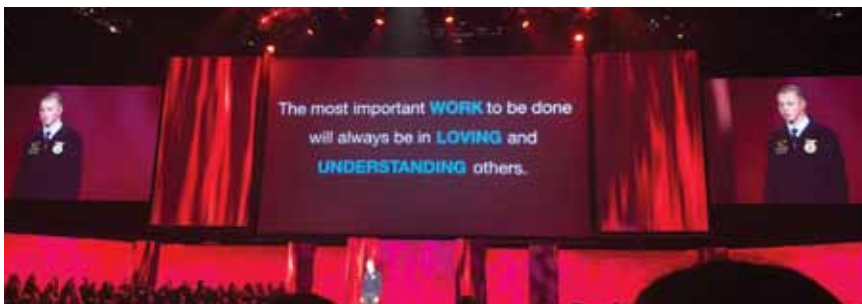 The most important WORK to be done
will always be in LOVING and
UNDERSTANDING others.